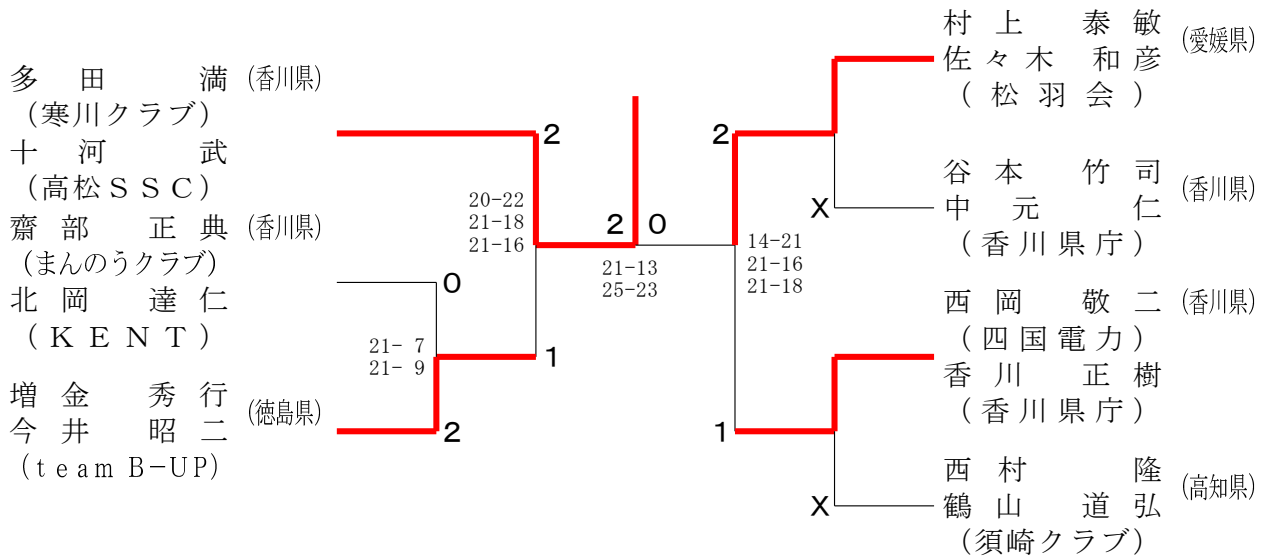 多田 満 (香川県)
(寒川クラブ)
十河 武
(高松ＳＳＣ)
齋部 正典 (香川県)
(まんのうクラブ)
北岡 達仁
(ＫＥＮＴ)
増金 秀行
今井 昭二
(徳島県)
(team B-UP)
2
20-22
21-18
21-16
0
21- 7
21- 9
1
2
2 0
21-13
25-23
2
14-21
21-16
21-18
1
X
X
村上 泰敏
佐々木 和彦
(愛媛県)
(松羽会)
谷本 竹司
中元 仁
(香川県)
(香川県庁)
西岡 敬二 (香川県)
(四国電力)
香川 正樹
(香川県庁)
西村 隆
鶴山 道弘
(高知県)
(須崎クラブ)